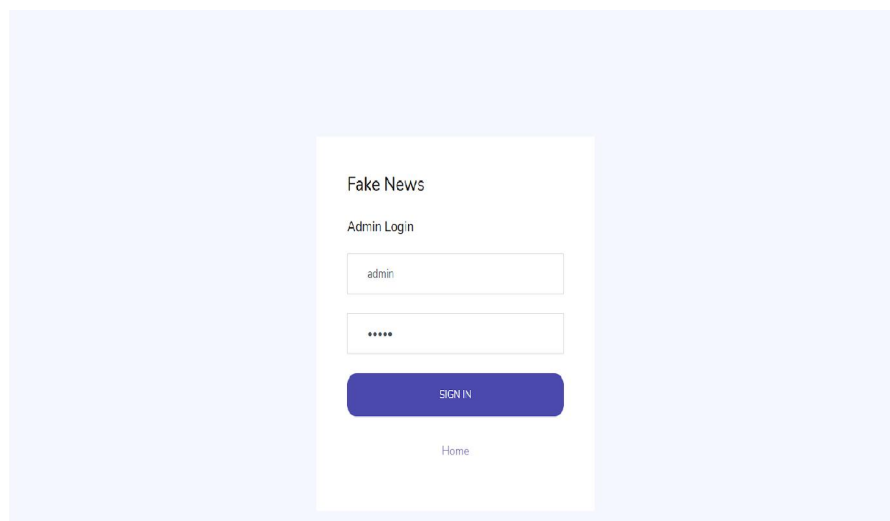 Fake News
Admin Login
admin
•••••
SIGN IN
Home